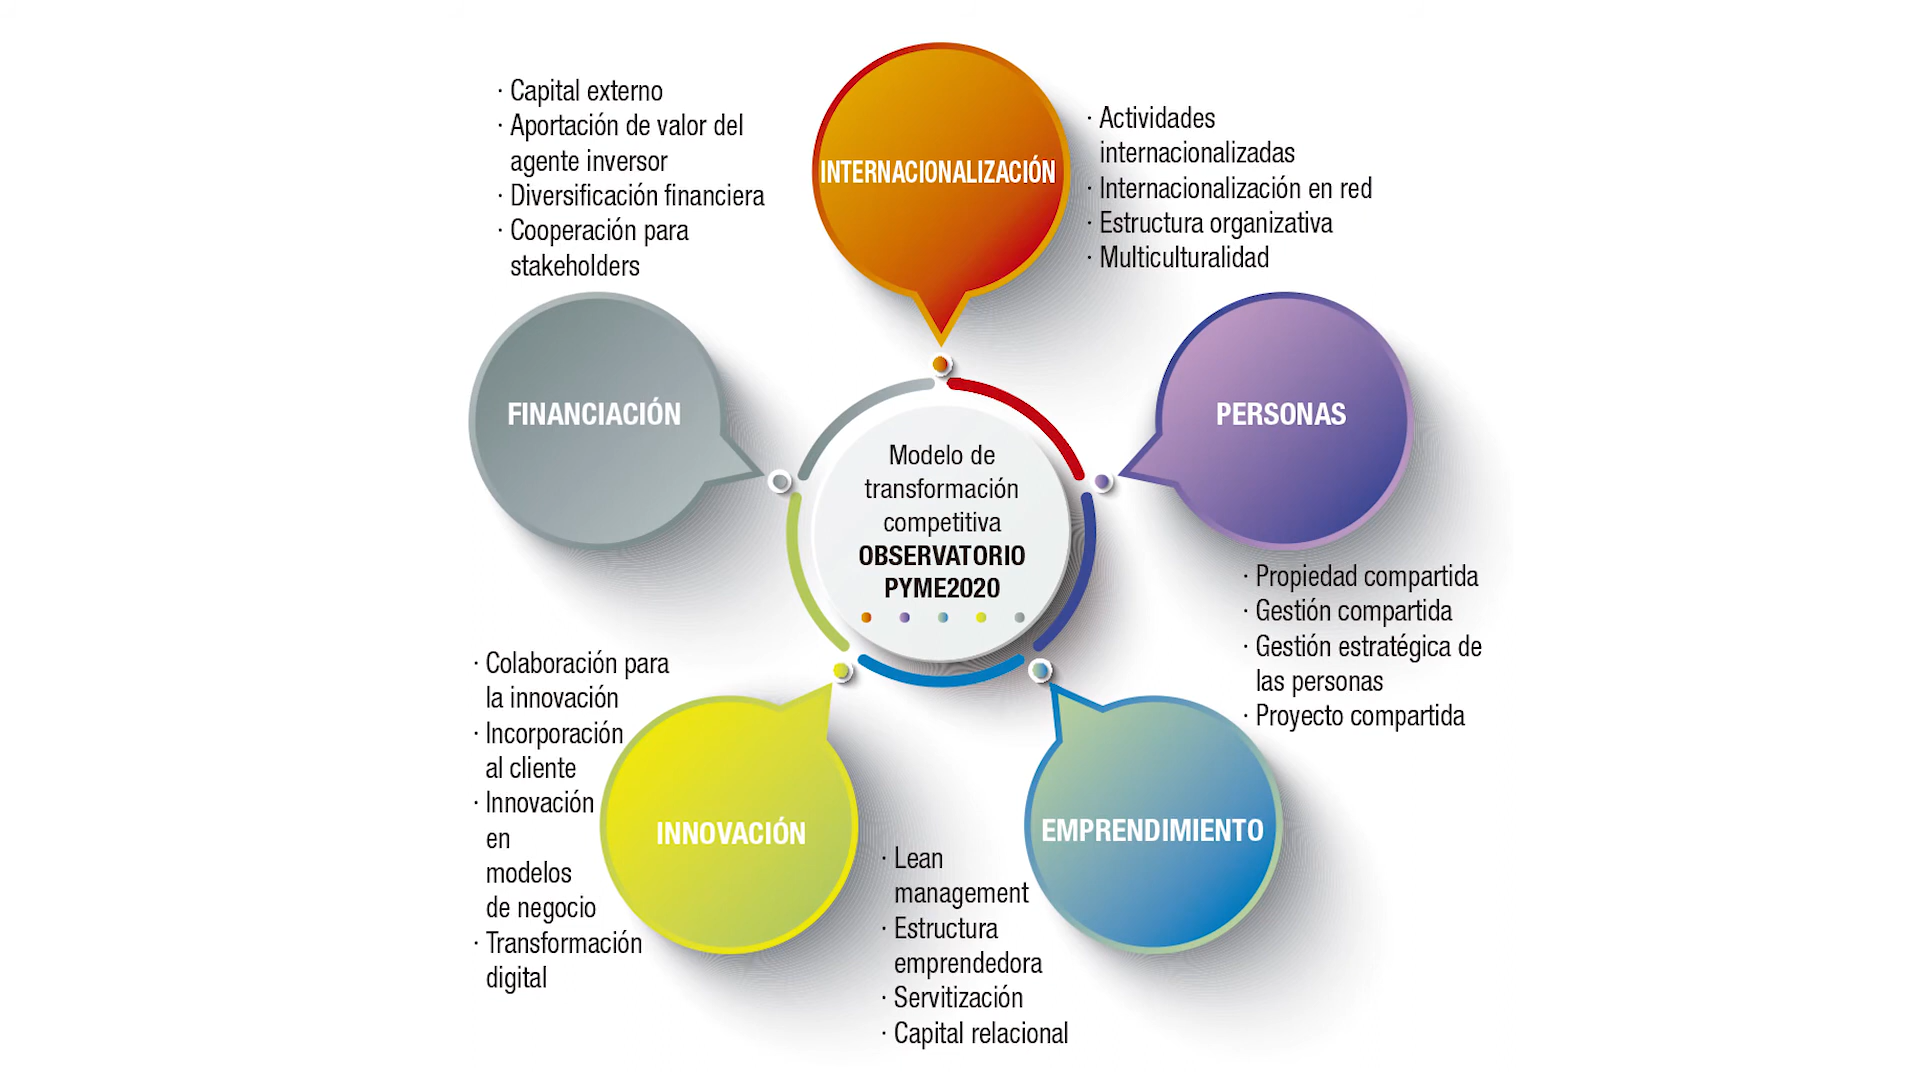 · Capital externo
· Aportación de valor del
agente inversor
· Diversificación financiera
· Cooperación para
stakeholders
INTERNACIONALIZACIÓN
· Actividades
internacionalizadas
· Internacionalización en red
· Estructura organizativa
· Multiculturalidad
FINANCIACIÓN
PERSONAS
Modelo de
transformación
competitiva
OBSERVATORIO
PYME2020
· Propiedad compartida
· Gestión compartida
· Gestión estratégica de
las personas
· Proyecto compartida
· Colaboración para
la innovación
· Incorporación
al cliente
· Innovación
en
modelos
de negocio
· Transformación
digital
INNOVACIÓN
EMPRENDIMIENTO
· Lean
management
· Estructura
emprendedora
· Servitización
· Capital relacional